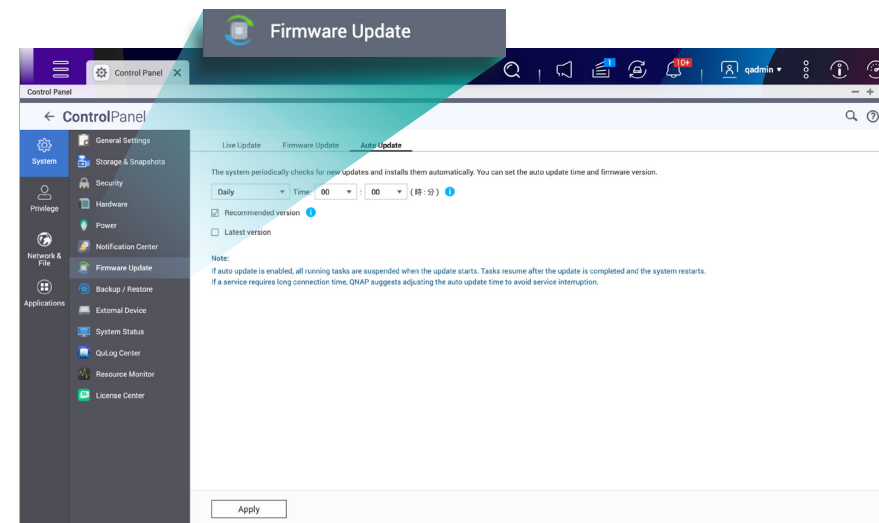 Firmware Update
Control Panel
1
10+
qadmin
Control Panel
ControlPanel
System
Privilege
Network &
File
Applications
General Settings
Storage & Snapshots
Security
Hardware
Power
Notification Center
Firmware Update
Backup / Restore
External Device
System Status
QuLog Center
Resource Monitor
License Center
Live Update Firmware Update Auto Update
The system periodically checks for new updates and installs them automatically. You can set the auto update time and firmware version.
Daily Time: 00 : 00 (時:分)
Recommended version
Latest version
Note:
If auto update is enabled, all running tasks are suspended when the update starts. Tasks resume after the update is completed and the system restarts.
If a service requires long connection time, QNAP suggests adjusting the auto update time to avoid service interruption.
Apply